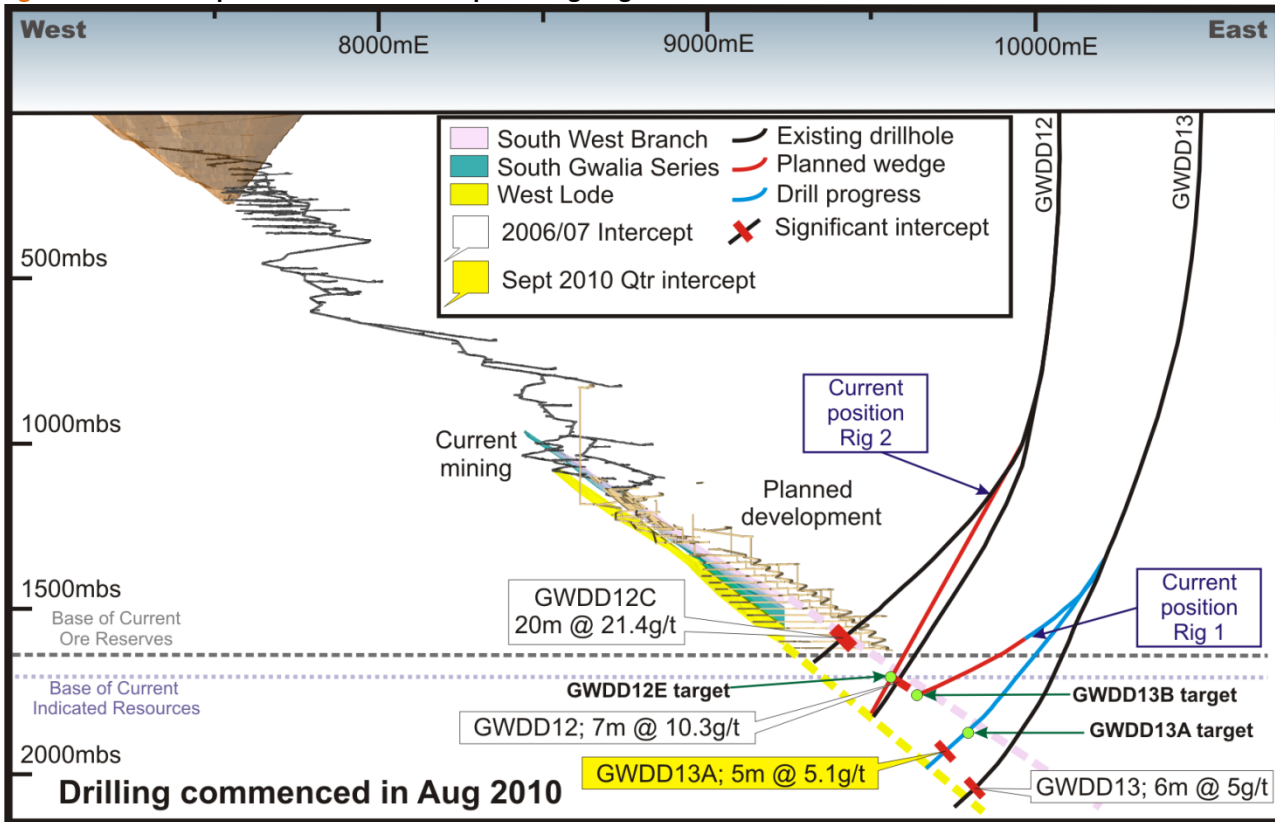 West
8000mE
9000mE
10000mE
East
South West Branch
South Gwalia Series
West Lode
2006/07 Intercept
Sept 2010 Qtr intercept
Existing drillhole
Planned wedge
Drill progress
Significant intercept
GWDD12
GWDD13
500mbs
1000mbs
Current
mining
Current
position
Rig 2
Planned
development
1500mbs
Base of Current
Ore Reserves
GWDD12C
20m @ 21.4g/t
Current
position
Rig 1
Base of Current
Indicated Resources
GWDD12E target
GWDD13B target
GWDD12; 7m @ 10.3g/t
GWDD13A target
2000mbs
GWDD13A; 5m @ 5.1g/t
GWDD13; 6m @ 5g/t
Drilling commenced in Aug 2010